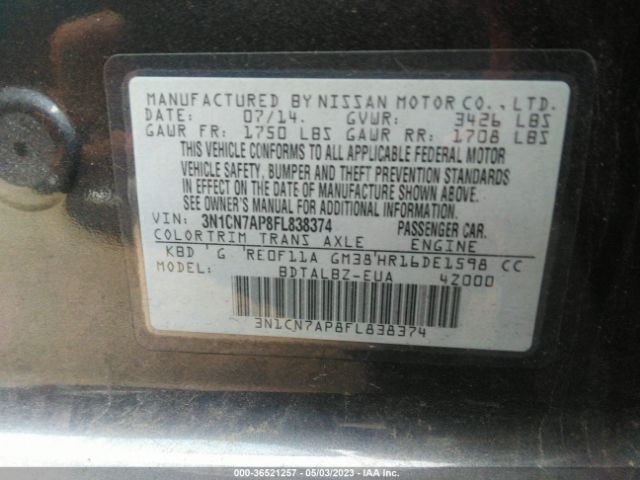 MANUFACTURED BY NISSAN MOTOR CO., LTD.
DATE: 07/14. GVWR: 3426 LBS
GAWR FR: 1750 LBS GAWR RR: 1708 LBS
THIS VEHICLE CONFORMS TO ALL APPLICABLE FEDERAL MOTOR
VEHICLE SAFETY, BUMPER AND THEFT PREVENTION STANDARDS
IN EFFECT ON THE DATE OF MANUFACTURE SHOWN ABOVE.
SEE OWNER'S MANUAL FOR ADDITIONAL INFORMATION.
VIN: 3N1CN7AP8FL838374 PASSENGER CAR.
COLOR TRIM TRANS AXLE ENGINE
KBD 'G 'RE0F11A GM38'HR16DE1598 CC
MODEL: BDTALBZ-EUA 42000
3N1CN7AP8FL838374
000-36521257 - 05/03/2023 - IAA Inc.